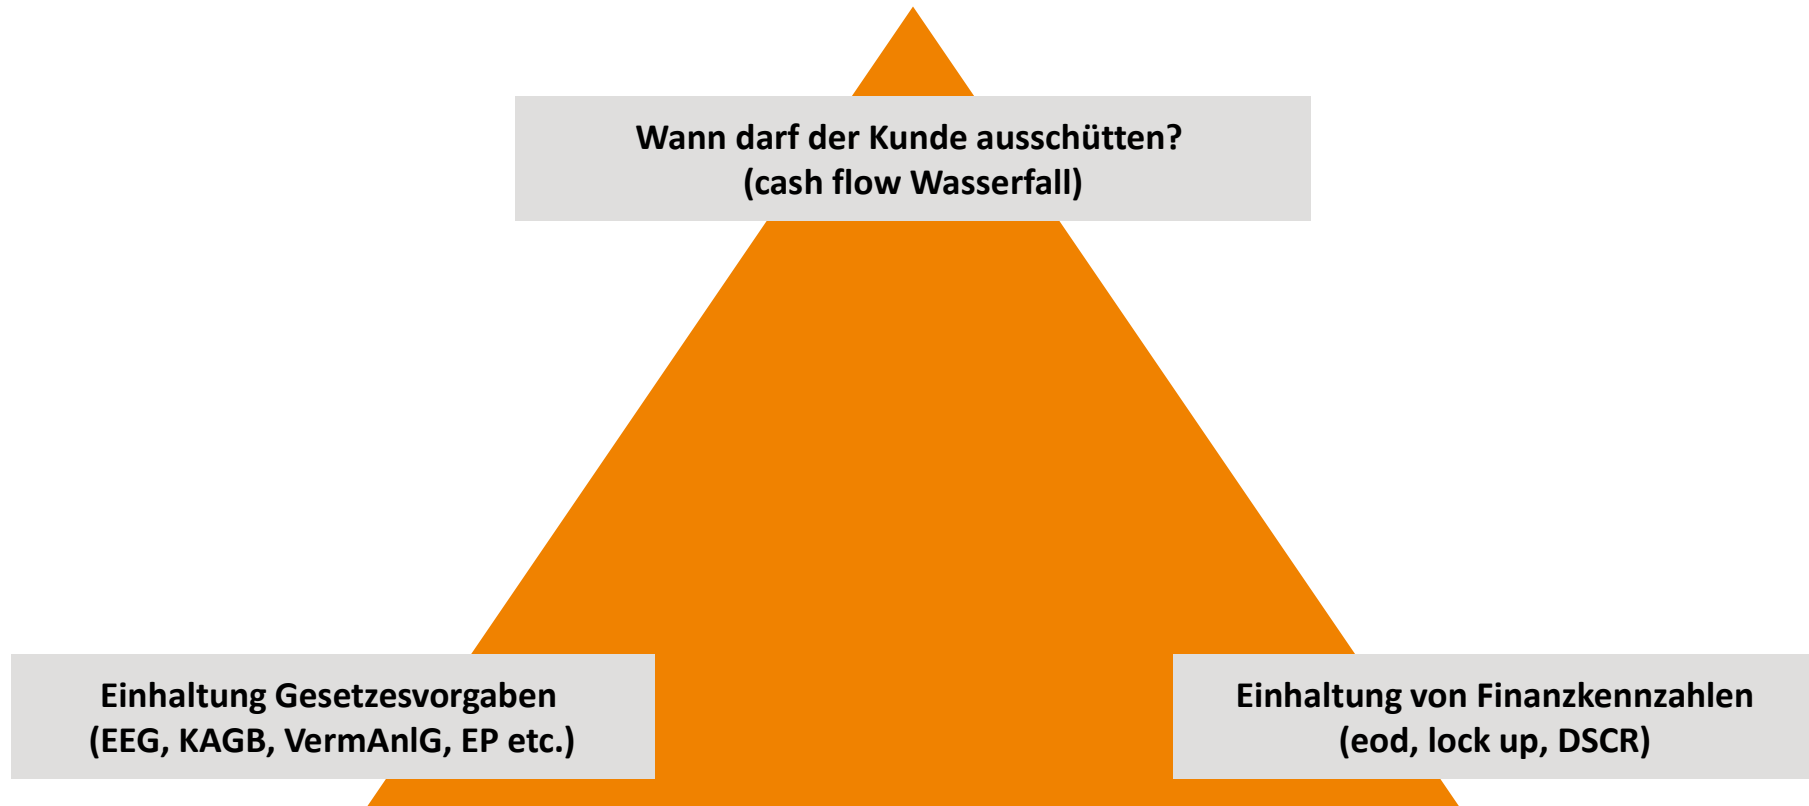 Wann darf der Kunde ausschütten?
(cash flow Wasserfall)
Einhaltung Gesetzesvorgaben
(EEG, KAGB, VermAnlG, EP etc.)
Einhaltung von Finanzkennzahlen
(eod, lock up, DSCR)